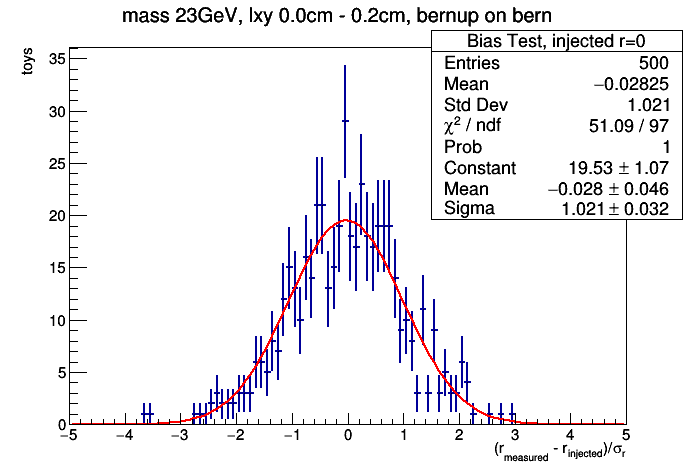 mass 23GeV, lxy 0.0cm - 0.2cm, bernup on bern
Bias Test, injected r=0
Entries 500
Mean −0.02825
Std Dev 1.021
χ² / ndf 51.09 / 97
Prob 1
Constant 19.53 ± 1.07
Mean −0.028 ± 0.046
Sigma 1.021 ± 0.032
toys
35
30
25
20
15
10
5
0
−5 −4 −3 −2 −1 0 1 2 3 4 5
(r_measured - r_injected)/σ_r